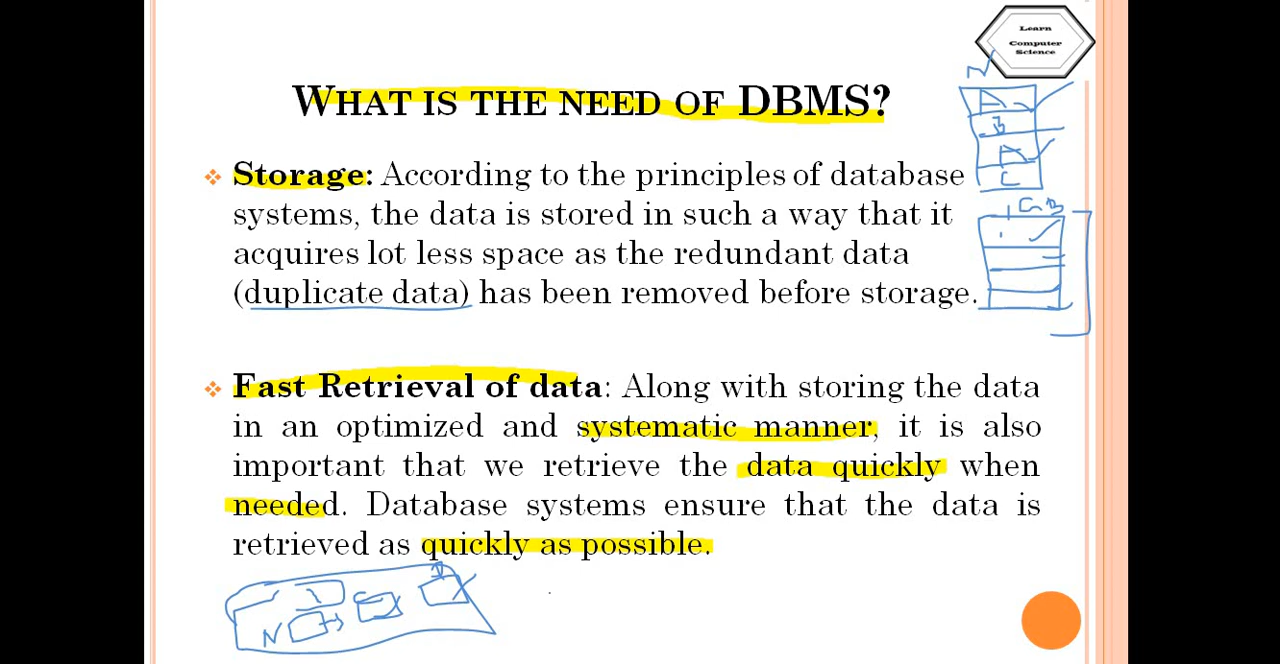 Learn
Computer
Science
N
WHAT IS THE NEED OF DBMS?
A
B
A
C
Storage: According to the principles of database
systems, the data is stored in such a way that it
acquires lot less space as the redundant data
(duplicate data) has been removed before storage.
1GB
Fast Retrieval of data: Along with storing the data
in an optimized and systematic manner, it is also
important that we retrieve the data quickly when
needed. Database systems ensure that the data is
retrieved as quickly as possible.
N